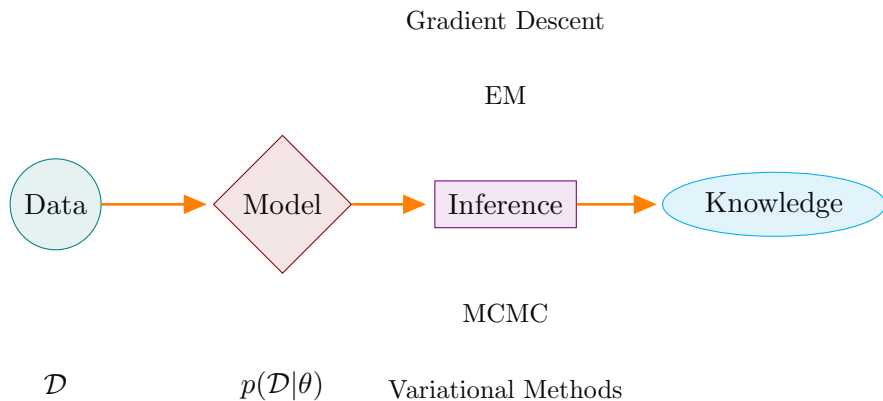 Gradient Descent
EM
Data
Model
Inference
Knowledge
MCMC
𝒟
p(𝒟|θ)
Variational Methods